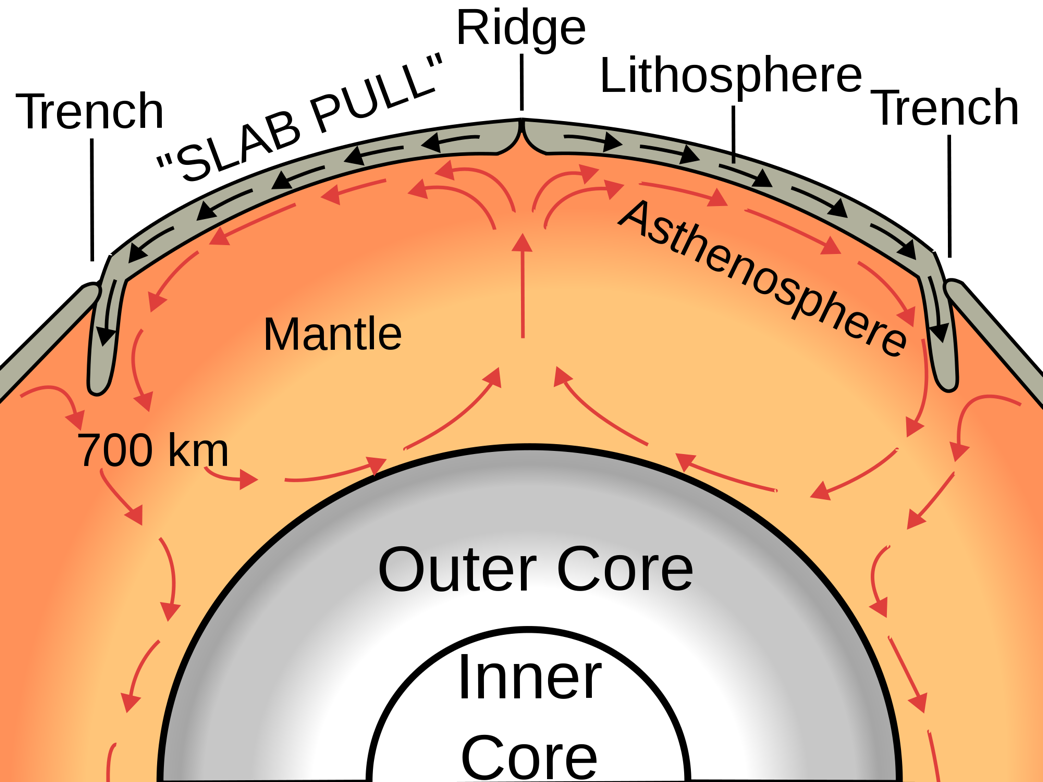 Ridge
Lithosphere
Trench
"SLAB PULL"
Trench
Asthenosphere
Mantle
700 km
Outer Core
Inner
Core